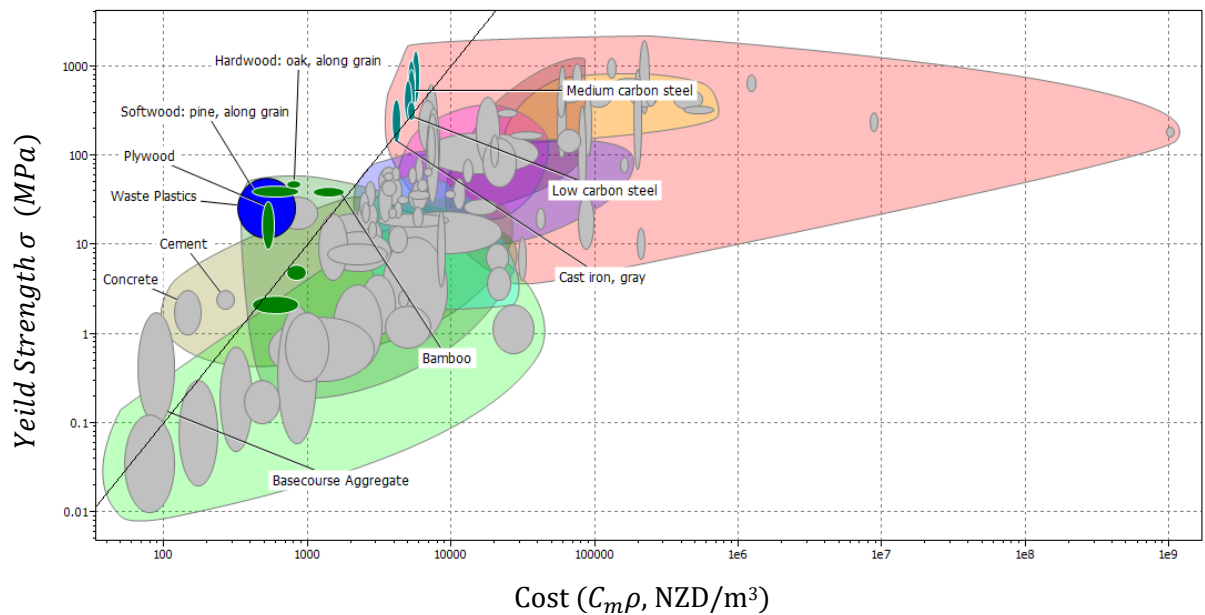 Yeild Strength σ (MPa)
1000
100
10
1
0.1
0.01
Hardwood: oak, along grain
Softwood: pine, along grain
Plywood
Waste Plastics
Cement
Concrete
Medium carbon steel
Low carbon steel
Cast iron, gray
Bamboo
Basecourse Aggregate
100 1000 10000 100000 1e6 1e7 1e8 1e9
Cost (Cₘρ, NZD/m³)